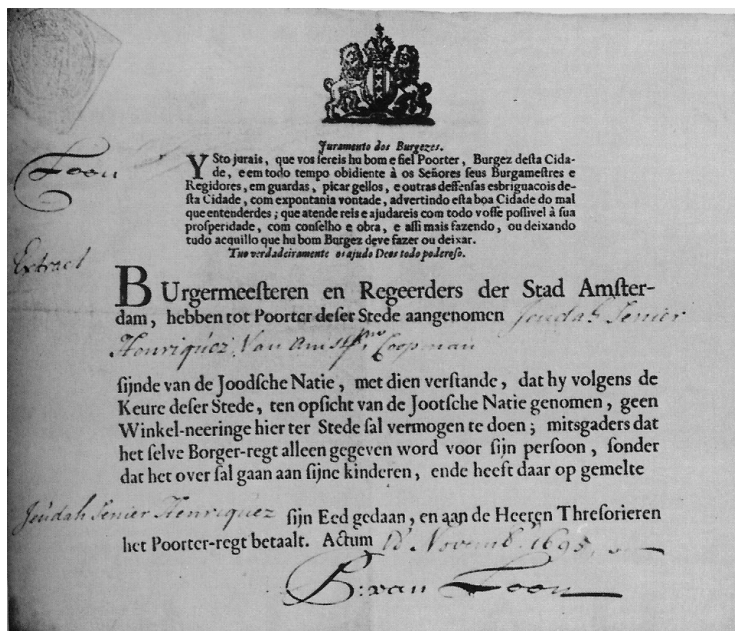 Juramento dos Burgezes.
YSto jurais, que vos sereis hu bom e fiel Poorter, Burgez desta Cida-
de, e em todo tempo obidiente à os Señores seus Burgamestres e
Regidores, em guardas, picar gellos, e outras deffensas esbriguacois de-
sta Cidade, com expontania vontade, advertindo esta boa Cidade do mal
que entenderdes; que atende reis e ajudareis com todo vosse possivel à sua
prosperidade, com conselho e obra, e assi mais fazendo, ou deixando
tudo acquillo que hu bom Burgez deve fazer ou deixar.
Tuo verdadeiramente os ajudo Deos todo poderoso.
Extract
BUrgermeesteren en Regeerders der Stad Amster-
dam, hebben tot Poorter deser Stede aangenomen Jeudah Senier
Henriquez Van Amst^m Coopman
sijnde van de Joodsche Natie, met dien verstande, dat hy volgens de
Keure deser Stede, ten opsicht van de Jootsche Natie genomen, geen
Winkel-neeringe hier ter Stede sal vermogen te doen; mitsgaders dat
het selve Borger-regt alleen gegeven word voor sijn persoon, sonder
dat het over sal gaan aan sijne kinderen, ende heeft daar op gemelte
Jeudah Senier Henriquez sijn Eed gedaan, en aan de Heeren Thresorieren
het Poorter-regt betaalt. Actum Novemb. 1695
B. van Loon